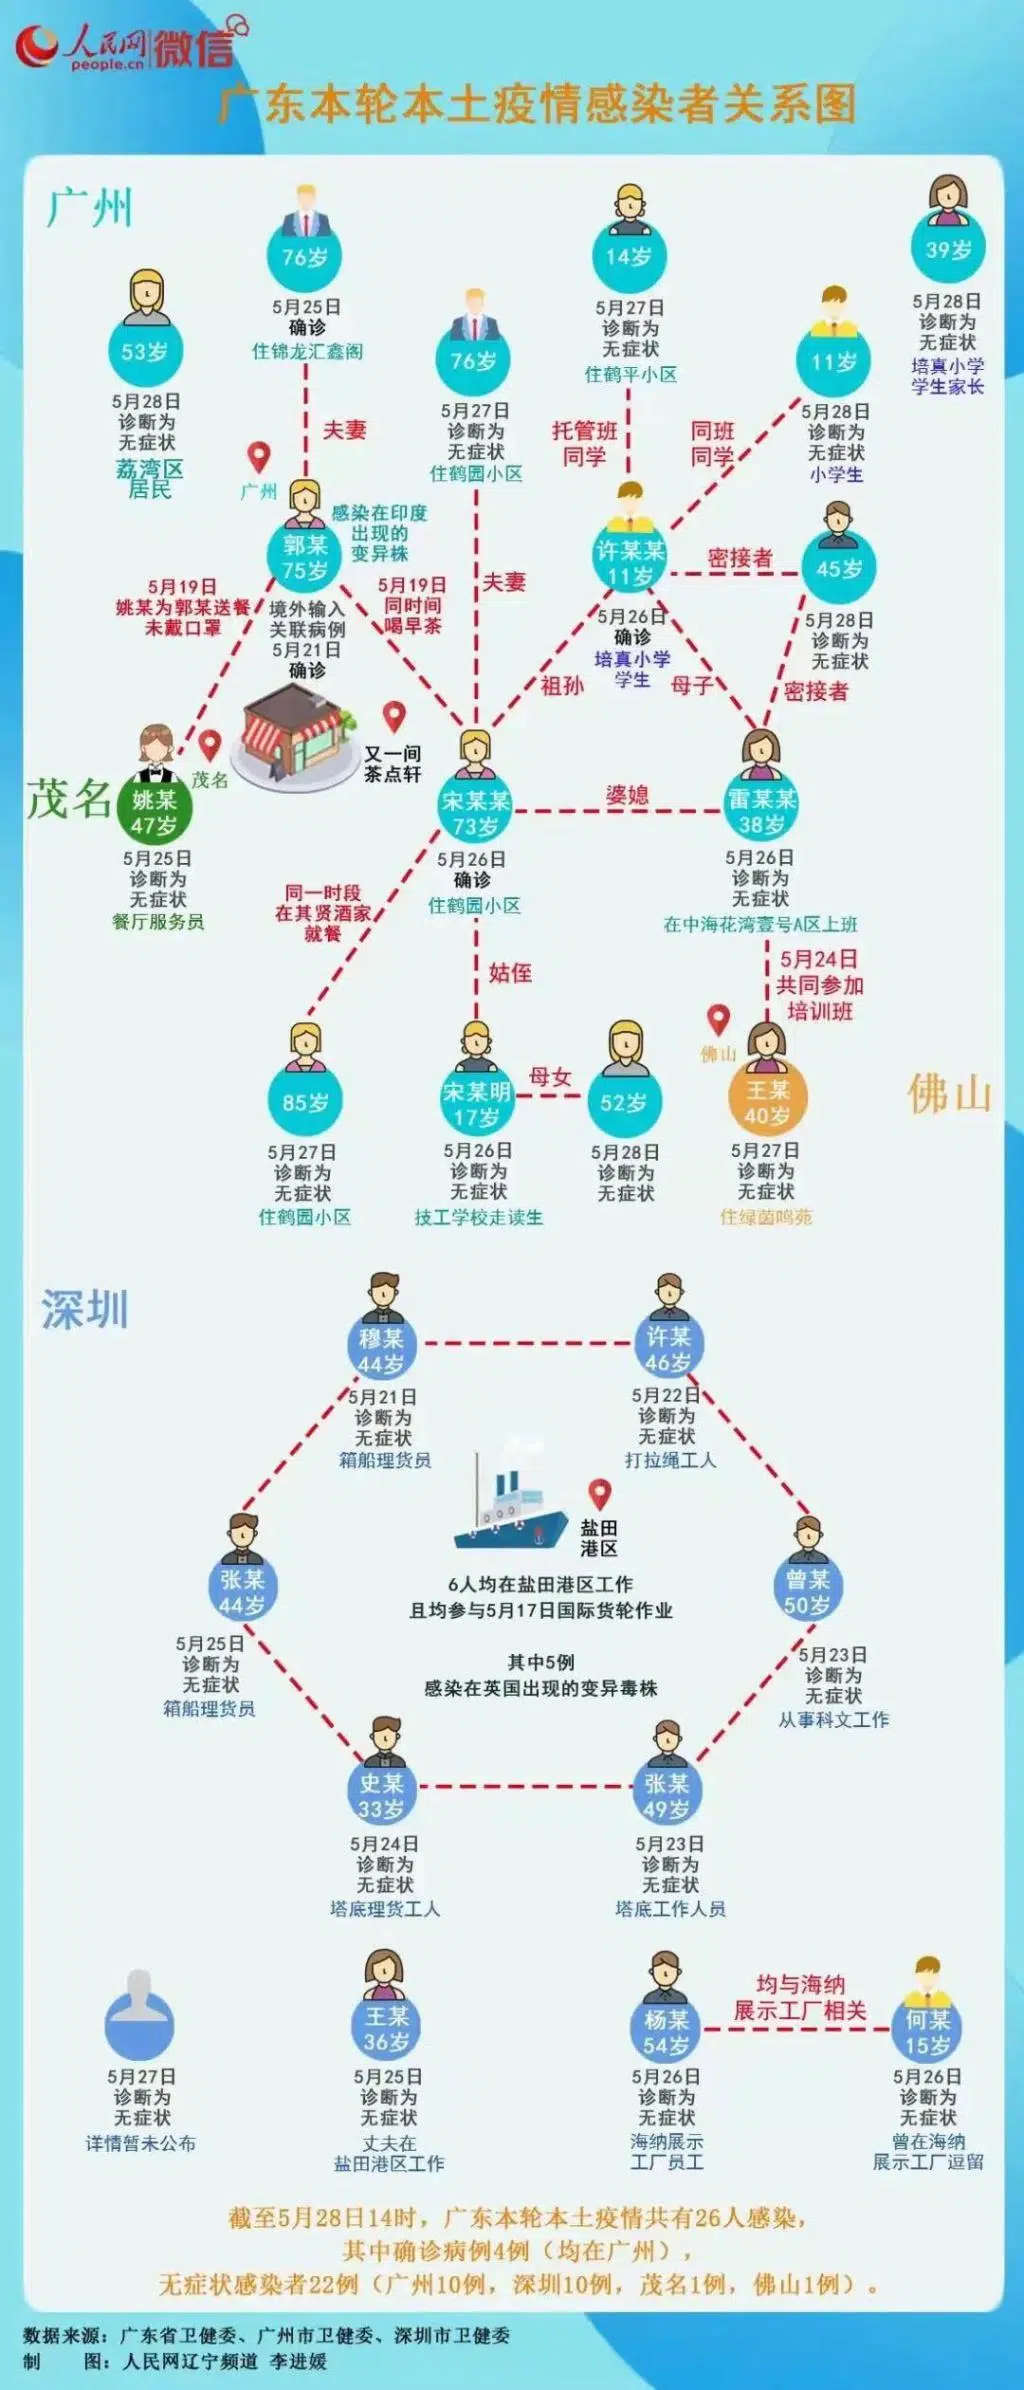 人民网 微信
people.cn
广东本轮本土疫情感染者关系图
广州
76岁
5月25日
确诊
住锦龙汇鑫阁
14岁
5月27日
诊断为
无症状
住鹤平小区
39岁
5月28日
诊断为
无症状
培真小学
学生家长
53岁
5月28日
诊断为
无症状
荔湾区
居民
76岁
5月27日
诊断为
无症状
住鹤园小区
11岁
5月28日
诊断为
无症状
小学生
夫妻
托管班
同学
同班
同学
广州
郭某
75岁
感染在印度
出现的
变异株
境外输入
关联病例
5月21日
确诊
夫妻
许某某
11岁
5月26日
确诊
培真小学
学生
密接者
45岁
5月28日
诊断为
无症状
5月19日
姚某为郭某送餐
未戴口罩
5月19日
同时间
喝早茶
祖孙
母子
密接者
茂名
茂名
姚某
47岁
5月25日
诊断为
无症状
餐厅服务员
又一间
茶点轩
宋某某
73岁
5月26日
确诊
住鹤园小区
婆媳
雷某某
38岁
5月26日
诊断为
无症状
在中海花湾壹号A区上班
同一时段
在其贤酒家
就餐
姑侄
5月24日
共同参加
培训班
佛山
佛山
85岁
5月27日
诊断为
无症状
住鹤园小区
宋某明
17岁
5月26日
诊断为
无症状
技工学校走读生
母女
52岁
5月28日
诊断为
无症状
王某
40岁
5月27日
诊断为
无症状
住绿茵鸣苑
深圳
穆某
44岁
5月21日
诊断为
无症状
箱船理货员
许某
46岁
5月22日
诊断为
无症状
打拉绳工人
盐田
港区
6人均在盐田港区工作
且均参与5月17日国际货轮作业
其中5例
感染在英国出现的变异毒株
张某
44岁
5月25日
诊断为
无症状
箱船理货员
曾某
50岁
5月23日
诊断为
无症状
从事科文工作
史某
33岁
5月24日
诊断为
无症状
塔底理货工人
张某
49岁
5月23日
诊断为
无症状
塔底工作人员
5月27日
诊断为
无症状
详情暂未公布
王某
36岁
5月25日
诊断为
无症状
丈夫在
盐田港区工作
杨某
54岁
5月26日
诊断为
无症状
海纳展示
工厂员工
均与海纳
展示工厂相关
何某
15岁
5月26日
诊断为
无症状
曾在海纳
展示工厂逗留
截至5月28日14时，广东本轮本土疫情共有26人感染，
其中确诊病例4例（均在广州），
无症状感染者22例（广州10例，深圳10例，茂名1例，佛山1例）。
数据来源：广东省卫健委、广州市卫健委、深圳市卫健委
制 图：人民网辽宁频道 李进媛